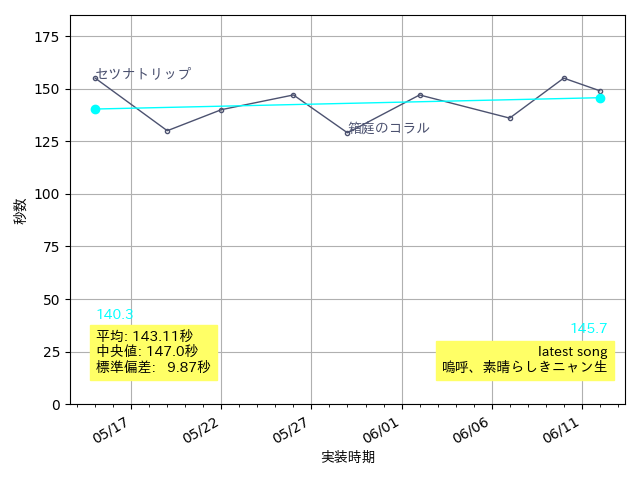 175
150
125
100
75
50
25
0
秒数
セツナトリップ
箱庭のコラル
140.3
145.7
平均: 143.11秒
中央値: 147.0秒
標準偏差:  9.87秒
latest song
嗚呼、素晴らしきニャン生
05/17
05/22
05/27
06/01
06/06
06/11
実装時期